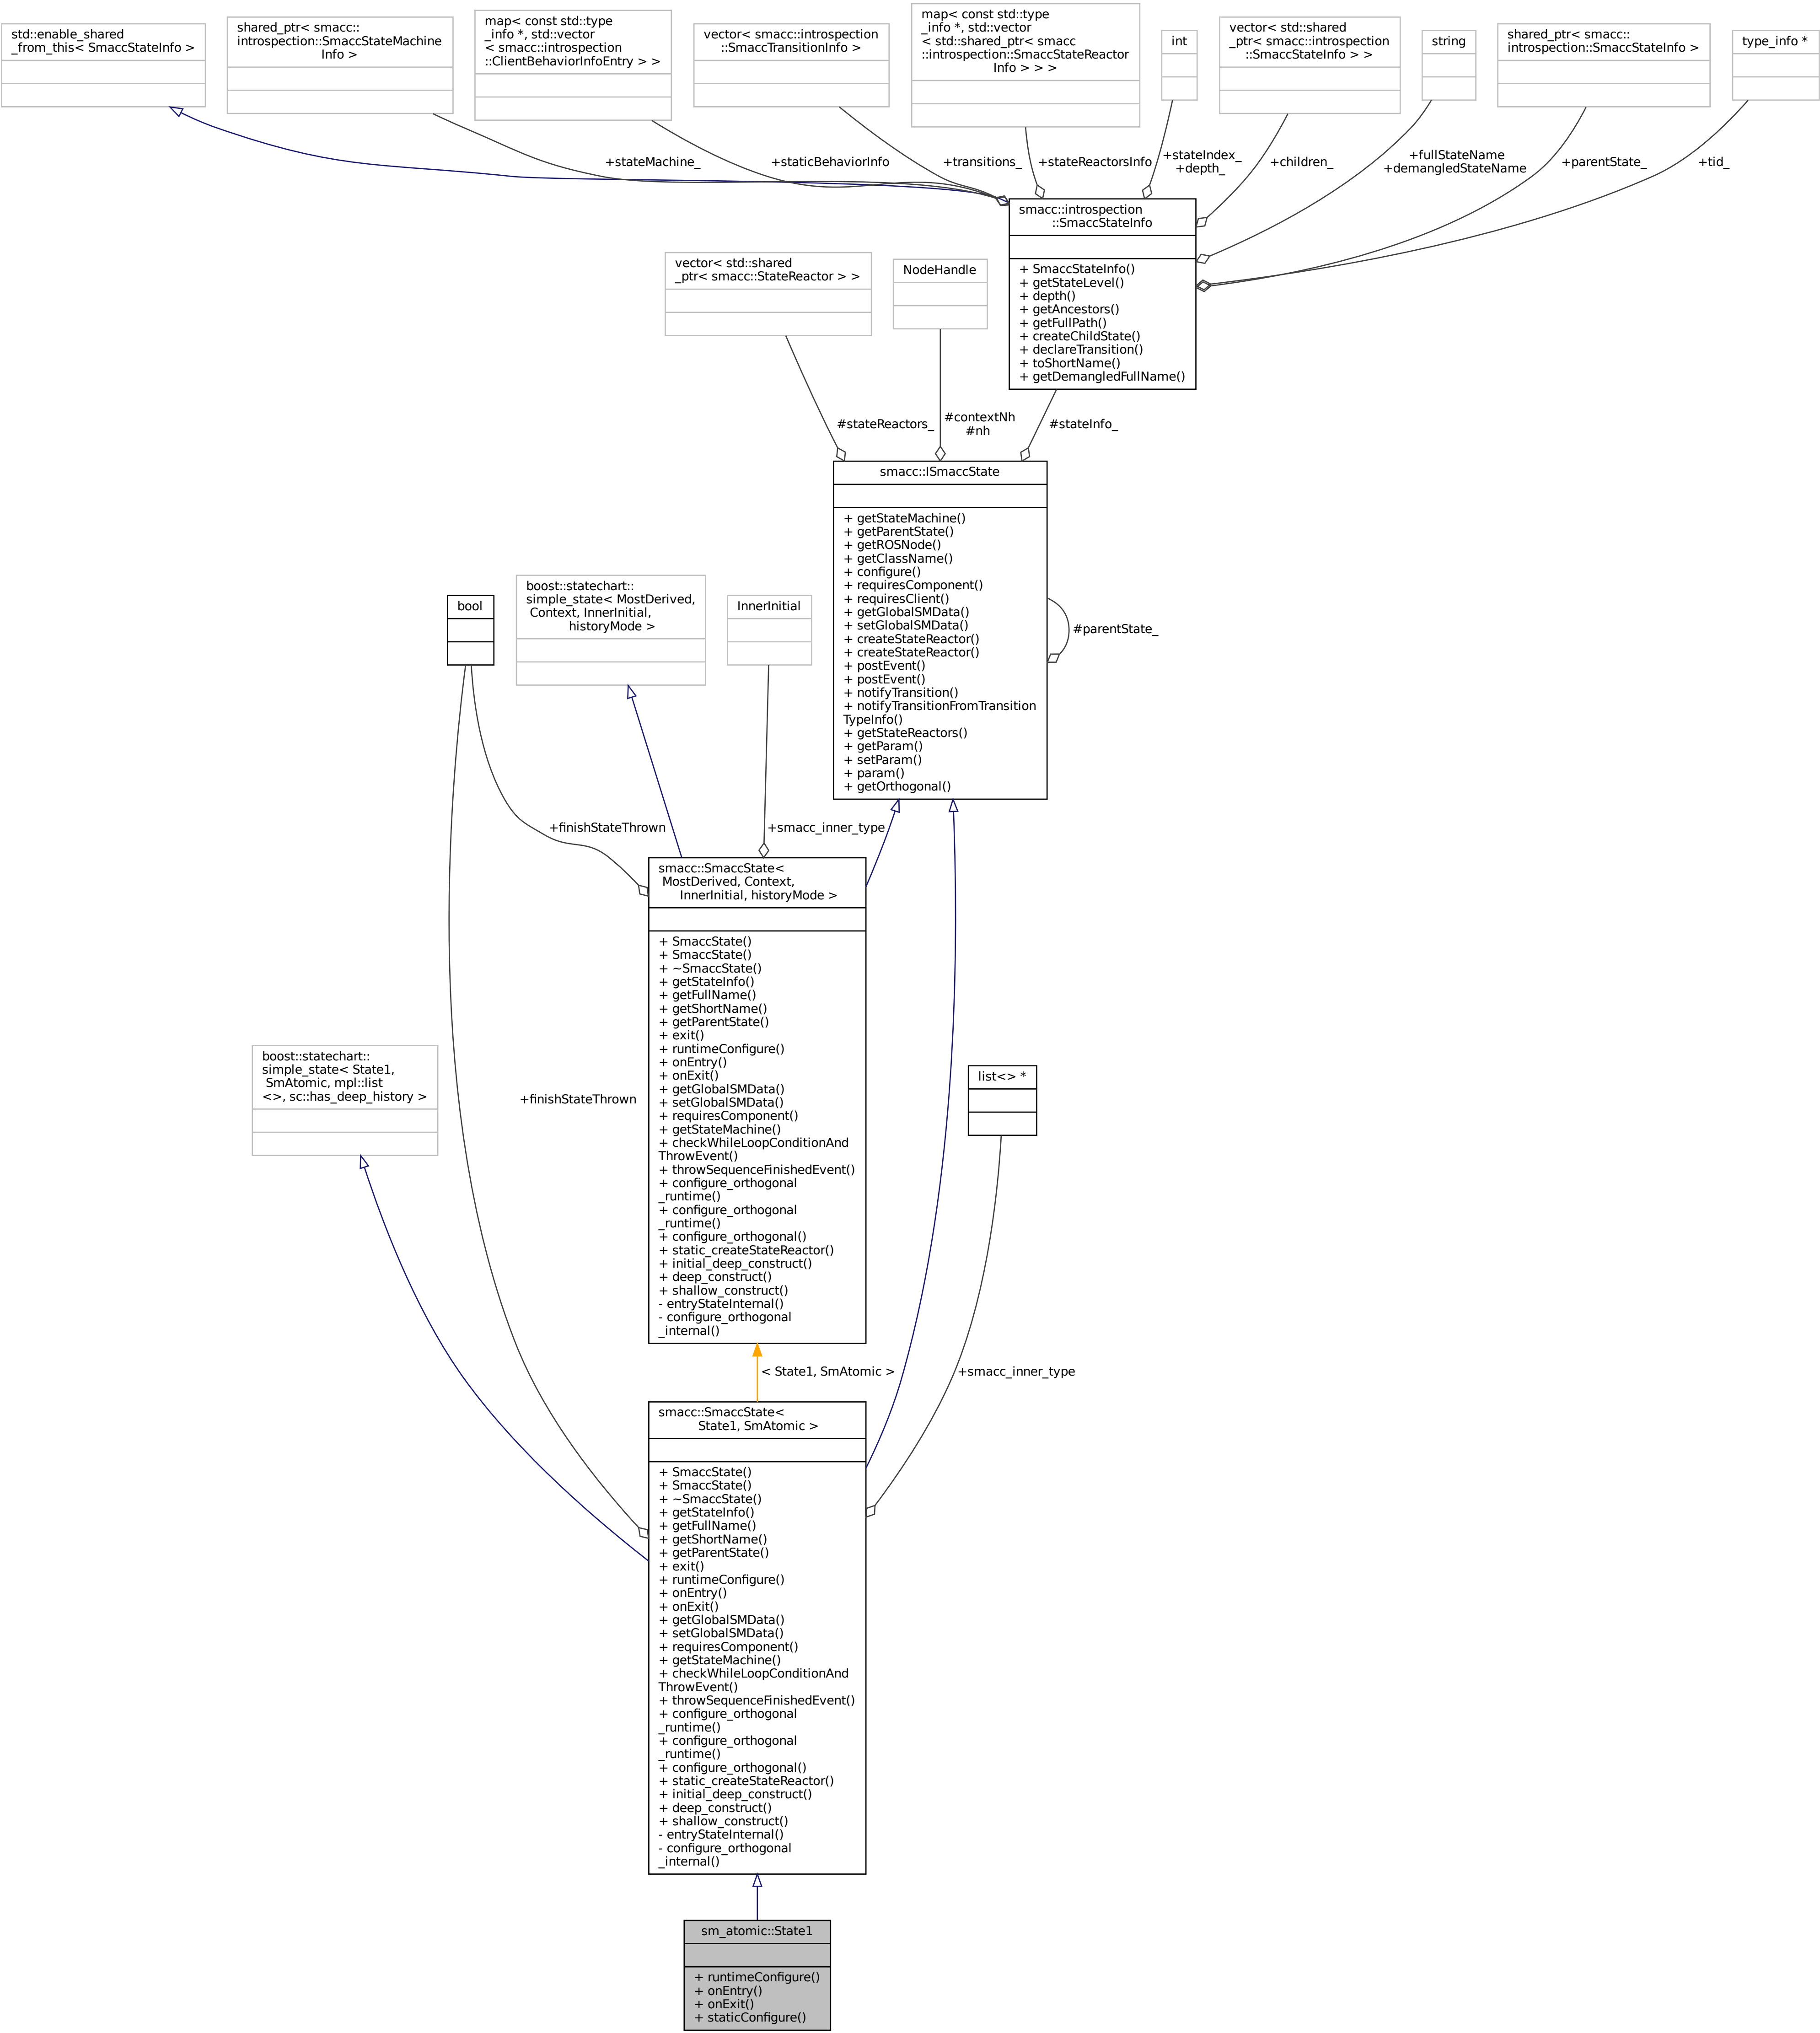 std::enable_shared
_from_this< SmaccStateInfo >
shared_ptr< smacc::
introspection::SmaccStateMachine
Info >
map< const std::type
_info *, std::vector
< smacc::introspection
::ClientBehaviorInfoEntry > >
vector< smacc::introspection
::SmaccTransitionInfo >
map< const std::type
_info *, std::vector
< std::shared_ptr< smacc
::introspection::SmaccStateReactor
Info > > >
int
vector< std::shared
_ptr< smacc::introspection
::SmaccStateInfo > >
string
shared_ptr< smacc::
introspection::SmaccStateInfo >
type_info *
+stateMachine_
+staticBehaviorInfo
+transitions_
+stateReactorsInfo
+stateIndex_
+depth_
+children_
+fullStateName
+demangledStateName
+parentState_
+tid_
smacc::introspection
::SmaccStateInfo
+ SmaccStateInfo()
+ getStateLevel()
+ depth()
+ getAncestors()
+ getFullPath()
+ createChildState()
+ declareTransition()
+ toShortName()
+ getDemangledFullName()
vector< std::shared
_ptr< smacc::StateReactor > >
NodeHandle
#stateReactors_
#contextNh
#nh
#stateInfo_
smacc::ISmaccState
+ getStateMachine()
+ getParentState()
+ getROSNode()
+ getClassName()
+ configure()
+ requiresComponent()
+ requiresClient()
+ getGlobalSMData()
+ setGlobalSMData()
+ createStateReactor()
+ createStateReactor()
+ postEvent()
+ postEvent()
+ notifyTransition()
+ notifyTransitionFromTransition
TypeInfo()
+ getStateReactors()
+ getParam()
+ setParam()
+ param()
+ getOrthogonal()
#parentState_
bool
boost::statechart::
simple_state< MostDerived,
Context, InnerInitial,
historyMode >
InnerInitial
+finishStateThrown
+smacc_inner_type
smacc::SmaccState<
MostDerived, Context,
InnerInitial, historyMode >
+ SmaccState()
+ SmaccState()
+ ~SmaccState()
+ getStateInfo()
+ getFullName()
+ getShortName()
+ getParentState()
+ exit()
+ runtimeConfigure()
+ onEntry()
+ onExit()
+ getGlobalSMData()
+ setGlobalSMData()
+ requiresComponent()
+ getStateMachine()
+ checkWhileLoopConditionAnd
ThrowEvent()
+ throwSequenceFinishedEvent()
+ configure_orthogonal
_runtime()
+ configure_orthogonal
_runtime()
+ configure_orthogonal()
+ static_createStateReactor()
+ initial_deep_construct()
+ deep_construct()
+ shallow_construct()
- entryStateInternal()
- configure_orthogonal
_internal()
boost::statechart::
simple_state< State1,
SmAtomic, mpl::list
<>, sc::has_deep_history >
+finishStateThrown
list<> *
< State1, SmAtomic >
+smacc_inner_type
smacc::SmaccState<
State1, SmAtomic >
+ SmaccState()
+ SmaccState()
+ ~SmaccState()
+ getStateInfo()
+ getFullName()
+ getShortName()
+ getParentState()
+ exit()
+ runtimeConfigure()
+ onEntry()
+ onExit()
+ getGlobalSMData()
+ setGlobalSMData()
+ requiresComponent()
+ getStateMachine()
+ checkWhileLoopConditionAnd
ThrowEvent()
+ throwSequenceFinishedEvent()
+ configure_orthogonal
_runtime()
+ configure_orthogonal
_runtime()
+ configure_orthogonal()
+ static_createStateReactor()
+ initial_deep_construct()
+ deep_construct()
+ shallow_construct()
- entryStateInternal()
- configure_orthogonal
_internal()
sm_atomic::State1
+ runtimeConfigure()
+ onEntry()
+ onExit()
+ staticConfigure()